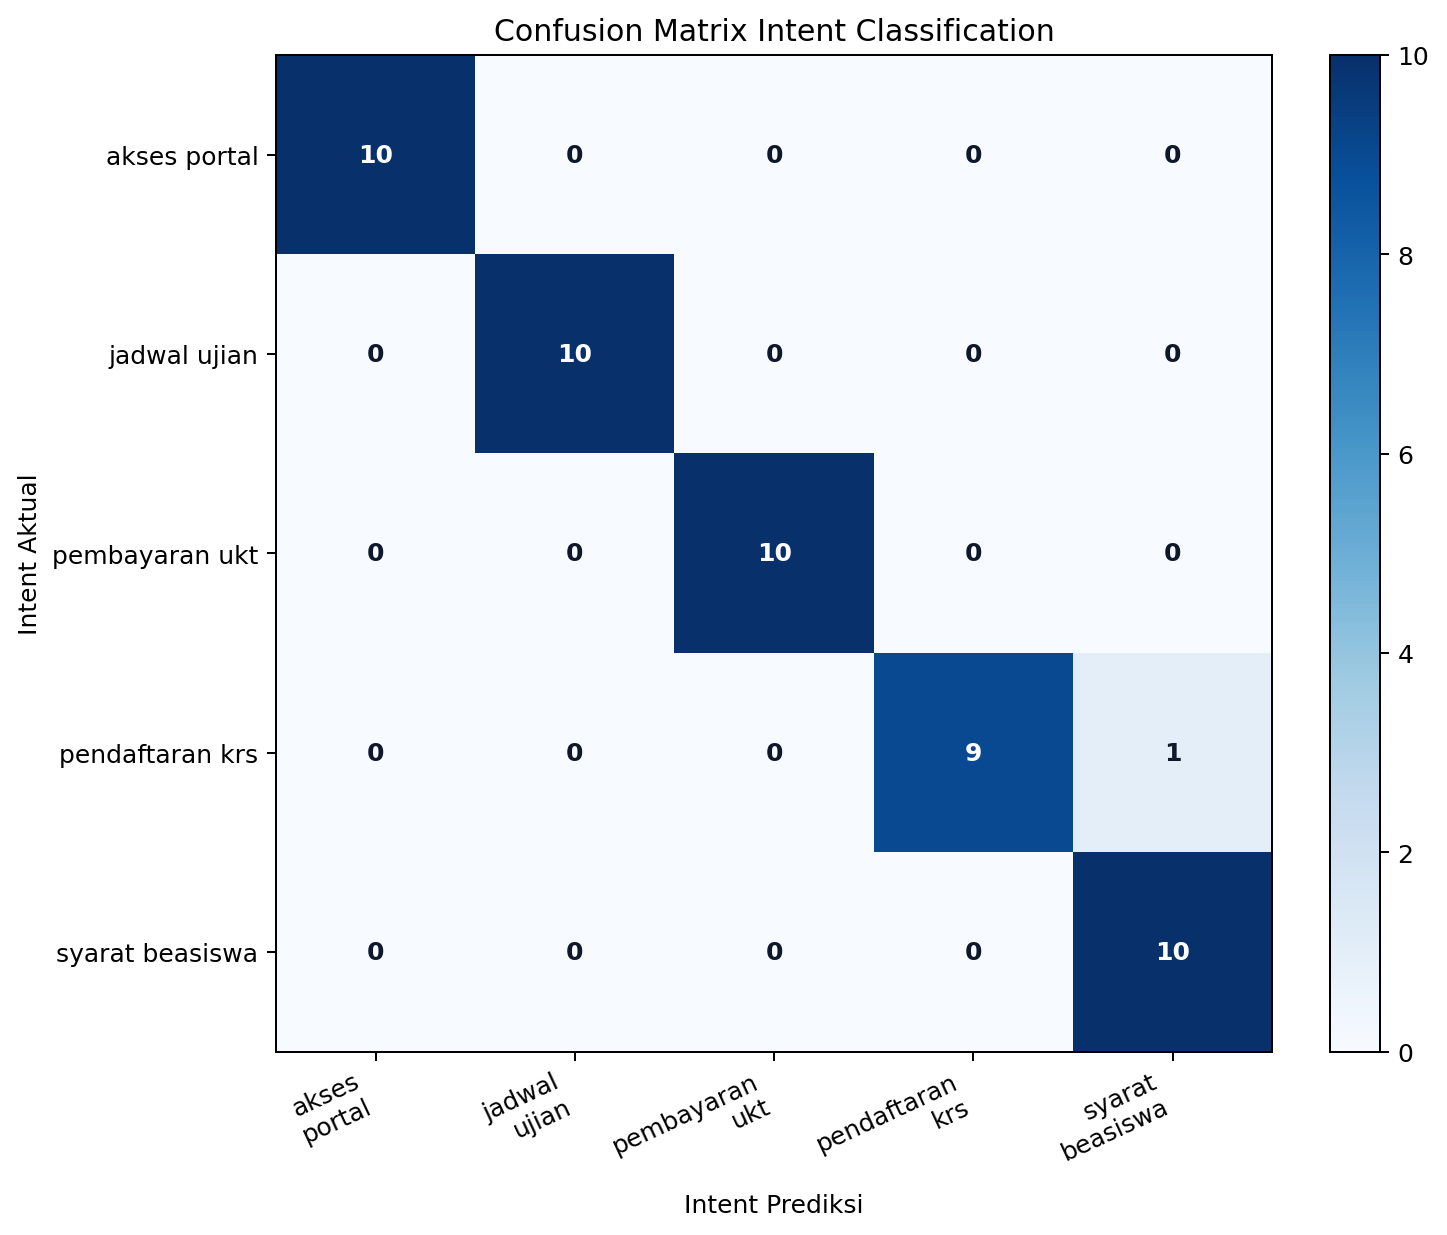 Confusion Matrix Intent Classification
Intent Aktual
akses portal 10 0 0 0 0
jadwal ujian 0 10 0 0 0
pembayaran ukt 0 0 10 0 0
pendaftaran krs 0 0 0 9 1
syarat beasiswa 0 0 0 0 10
akses
portal
jadwal
ujian
pembayaran
ukt
pendaftaran
krs
syarat
beasiswa
Intent Prediksi
10
8
6
4
2
0